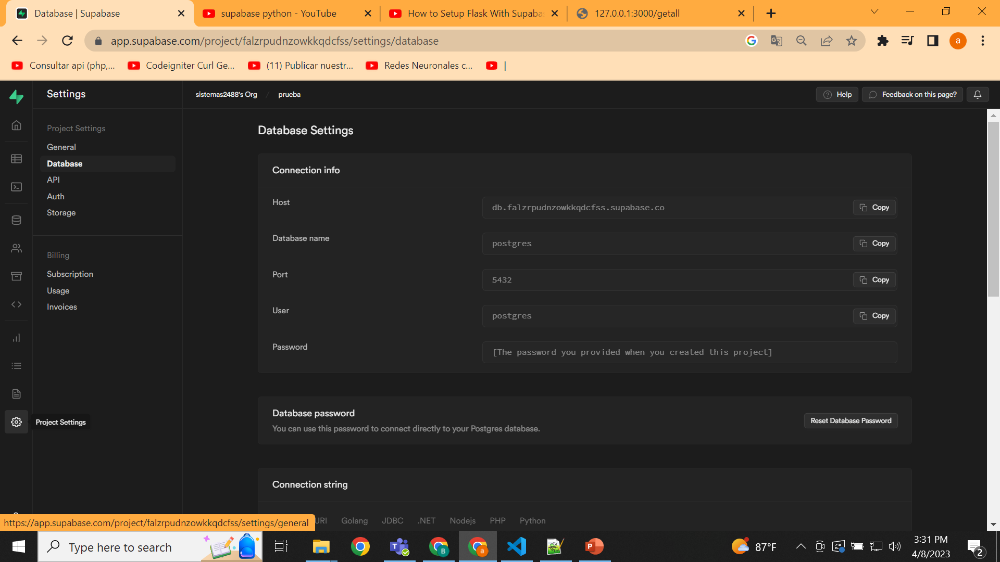 Database | Supabase
supabase python - YouTube
How to Setup Flask With Supaba
127.0.0.1:3000/getall
app.supabase.com/project/falzrpudnzowkkqdcfss/settings/database
a
Consultar api (php,...
Codeigniter Curl Ge...
(11) Publicar nuestr...
Redes Neuronales c...
|
Settings
sistemas2488's Org / prueba
Help
Feedback on this page?
Project Settings
General
Database
API
Auth
Storage
Billing
Subscription
Usage
Invoices
Project Settings
Database Settings
Connection info
Host
db.falzrpudnzowkkqdcfss.supabase.co
Copy
Database name
postgres
Copy
Port
5432
Copy
User
postgres
Copy
Password
[The password you provided when you created this project]
Database password
You can use this password to connect directly to your Postgres database.
Reset Database Password
Connection string
URI Golang JDBC .NET Nodejs PHP Python
https://app.supabase.com/project/falzrpudnzowkkqdcfss/settings/general
Type here to search
87°F
3:31 PM
4/8/2023
2